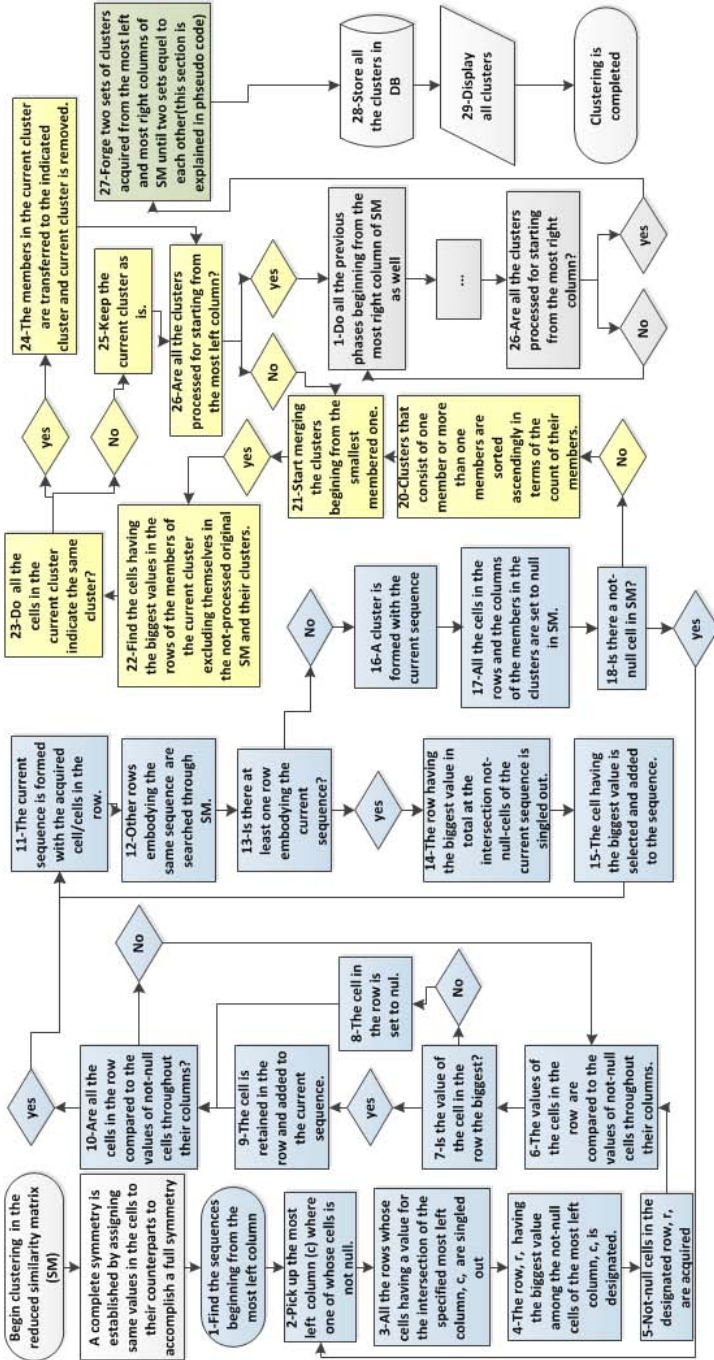 Begin clustering in the
reduced similarity matrix
(SM)
A complete symmetry is
established by assigning
same values in the cells to
their counterparts to
accomplish a full symmetry
1-Find the sequences
beginning from the
most left column
2-Pick up the most
left column (c) where
one of whose cells is
not null.
3-All the rows whose
cells having a value for
the intersection of the
specified most left
column, c, are singled
out
4-The row, r, having
the biggest value
among the not-null
cells of the most left
column, c, is
designated.
5-Not-null cells in the
designated row, r,
are acquired
6-The values of
the cells in the
row are
compared to the
values of not-null
cells throughout
their columns.
7-Is the value of
the cell in the
row the biggest?
yes
No
8-The cell in
the row is
set to nul.
9-The cell is
retained in the
row and added to
the current
sequence.
10-Are all the
cells in the row
compared to the
values of not-null
cells throughout
their columns?
yes
No
11-The current
sequence is formed
with the acquired
cell/cells in the
row.
12-Other rows
embodying the
same sequence are
searched through
SM.
13-Is there at
least one row
embodying the
current
sequence?
yes
No
14-The row having
the biggest value in
total at the
intersection not-
null-cells of the
current sequence is
singled out.
15-The cell having
the biggest value is
selected and added
to the sequence.
16-A cluster is
formed with the
current sequence
17-All the cells in the
rows and the columns
of the members in the
clusters are set to null
in SM.
18-Is there a not-
null cell in SM?
yes
No
20-Clusters that
consist of one
member or more
than one
members are
sorted
ascendingly in
terms of the
count of their
members.
21-Start merging
the clusters
begining from the
smallest
membered one.
yes
22-Find the cells having
the biggest values in the
rows of the members of
the current cluster
excluding themselves in
the not-processed original
SM and their clusters.
23-Do all the
cells in the
current cluster
indicate the same
cluster?
yes
No
24-The members in the current cluster
are transferred to the indicated
cluster and current cluster is removed.
25-Keep the
current cluster as
is.
26-Are all the clusters
processed for starting from
the most left column?
No
yes
1-Do all the previous
phases beginning from the
most right column of SM
as well
...
26-Are all the clusters
processed for starting
from the most right
column?
No
yes
27-Forge two sets of clusters
acquired from the most left
and most right columns of
SM until two sets equal to
each other(this section is
explained in phseudo code)
28-Store all
the clusters in
DB
29-Display
all clusters
Clustering is
completed